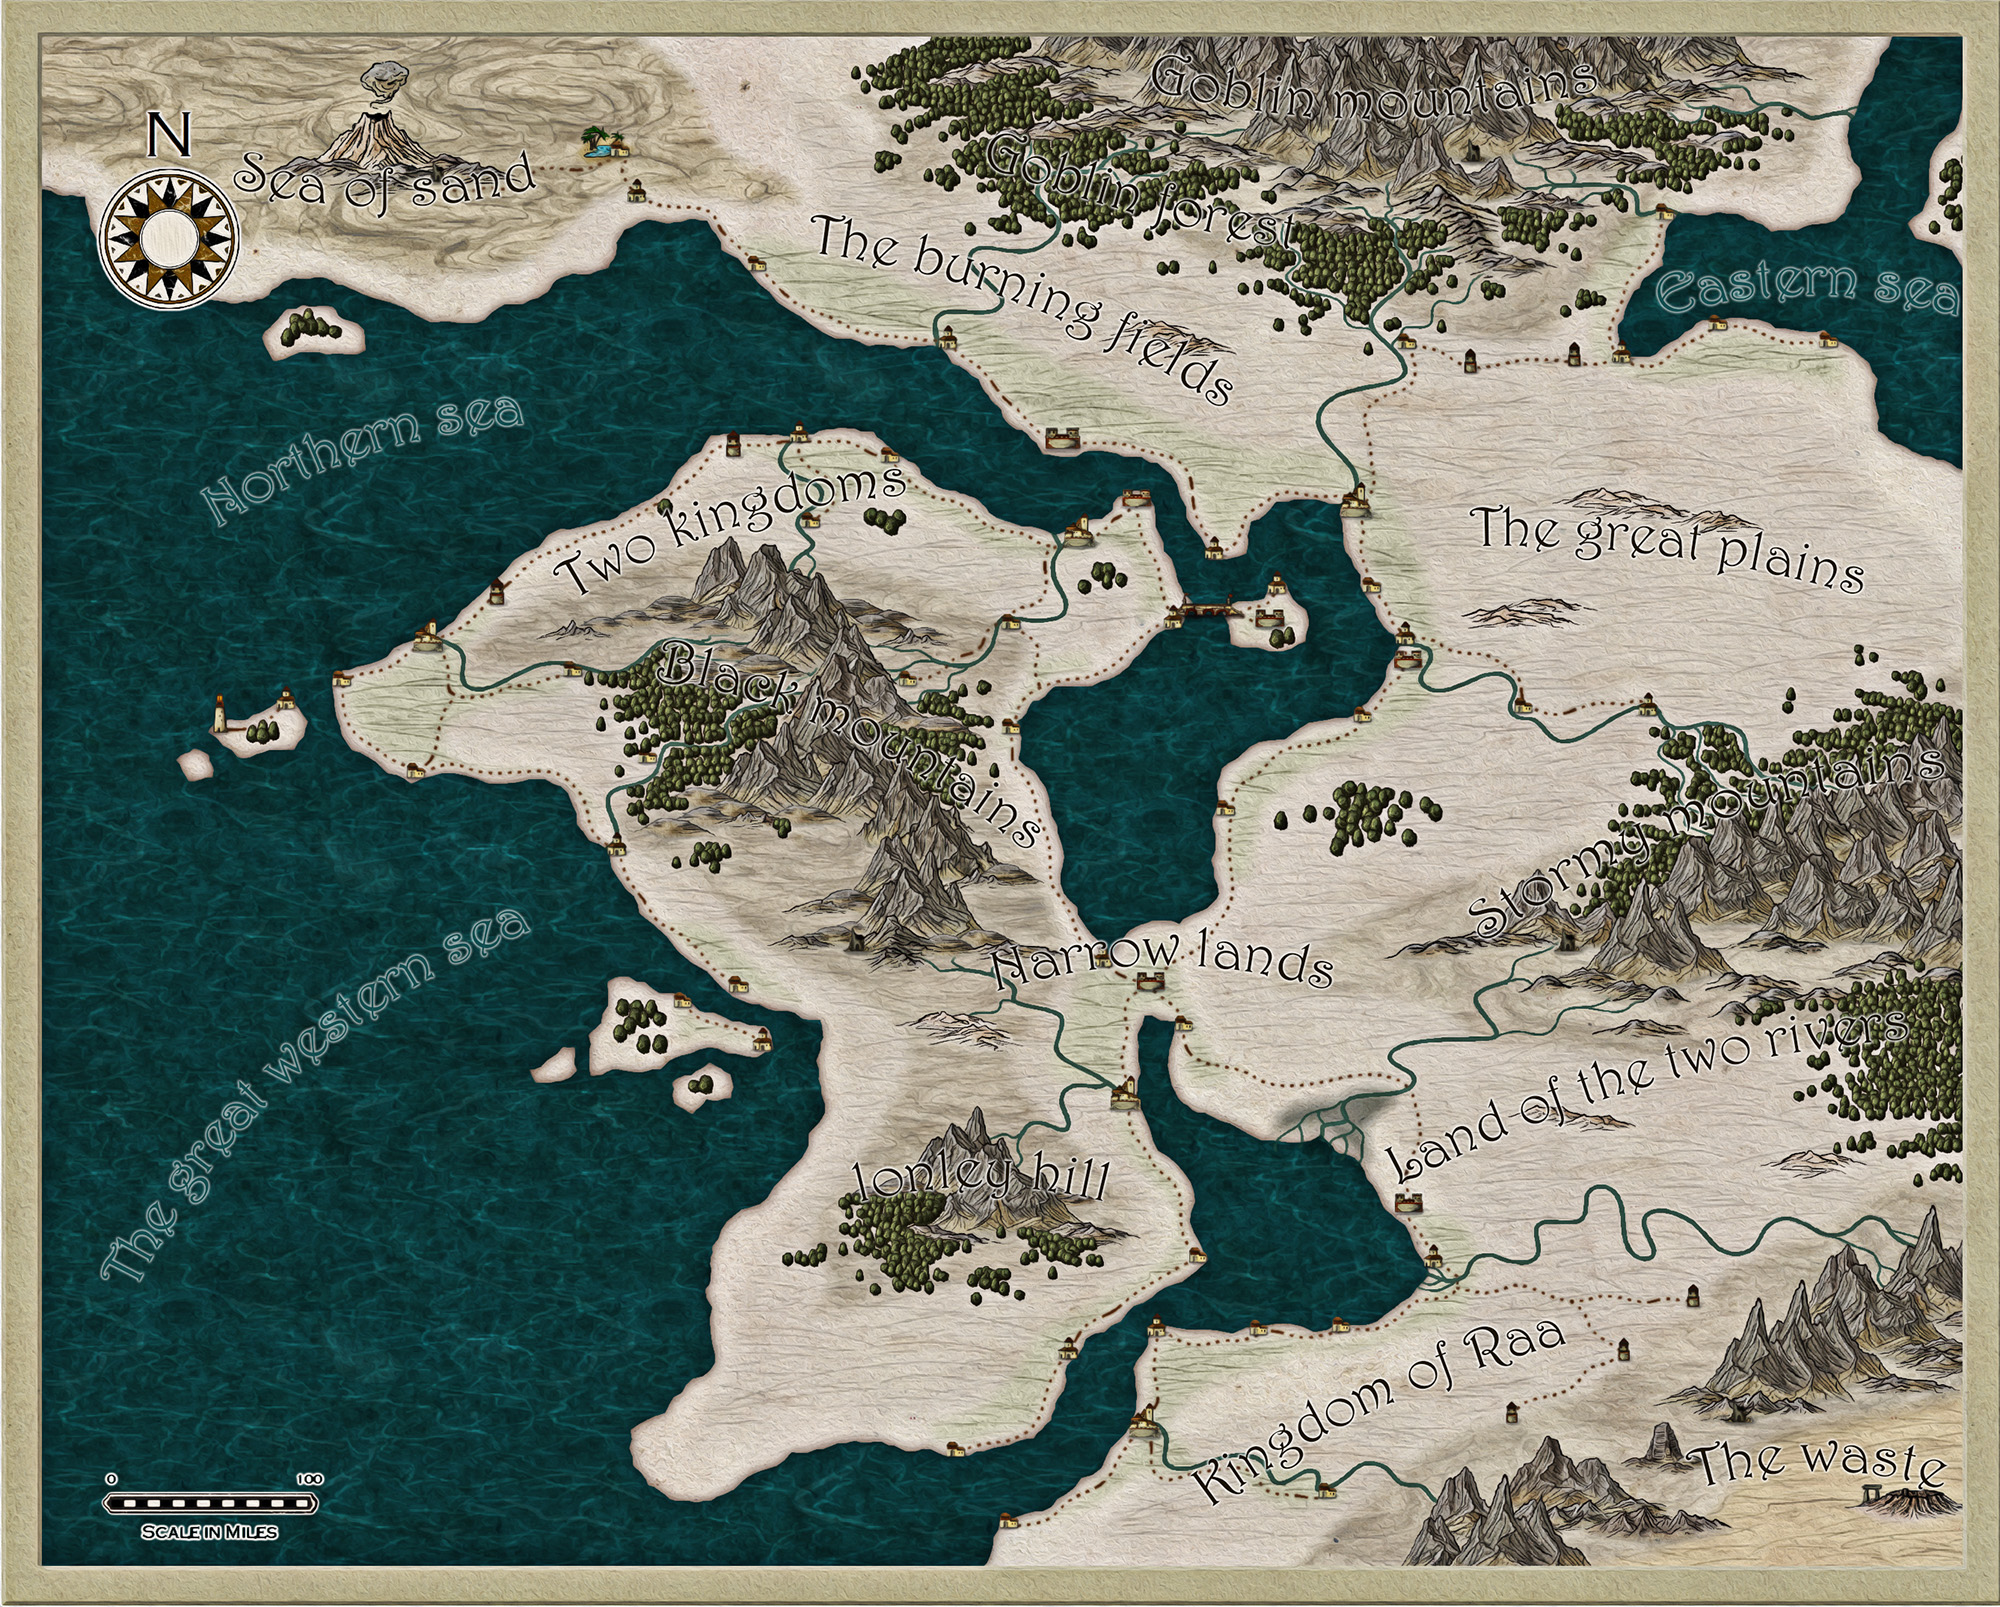 Goblin mountains
N
Sea of sand
Goblin forest
The burning fields
Eastern sea
Northern sea
Two kingdoms
The great plains
Black mountains
Stormy mountains
The great western sea
Narrow lands
Land of the two rivers
lonley hill
Kingdom of Raa
The waste
0 100
Scale in Miles